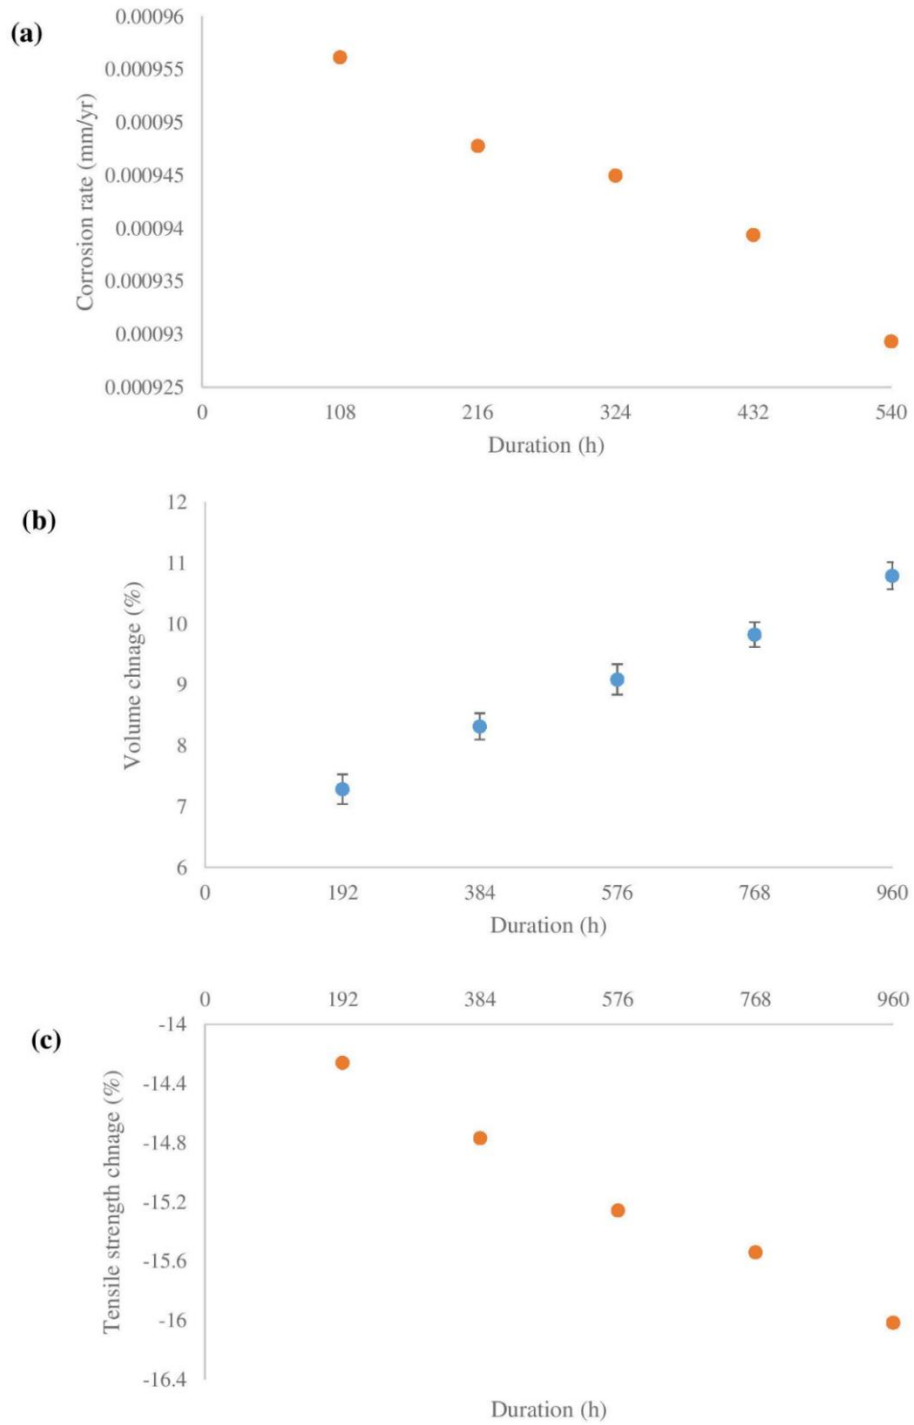 (a)
Corrosion rate (mm/yr)
0.00096
0.000955
0.00095
0.000945
0.00094
0.000935
0.00093
0.000925
0 108 216 324 432 540
Duration (h)
(b)
Volume chnage (%)
12
11
10
9
8
7
6
0 192 384 576 768 960
Duration (h)
(c)
Tensile strength chnage (%)
0 192 384 576 768 960
-14
-14.4
-14.8
-15.2
-15.6
-16
-16.4
Duration (h)